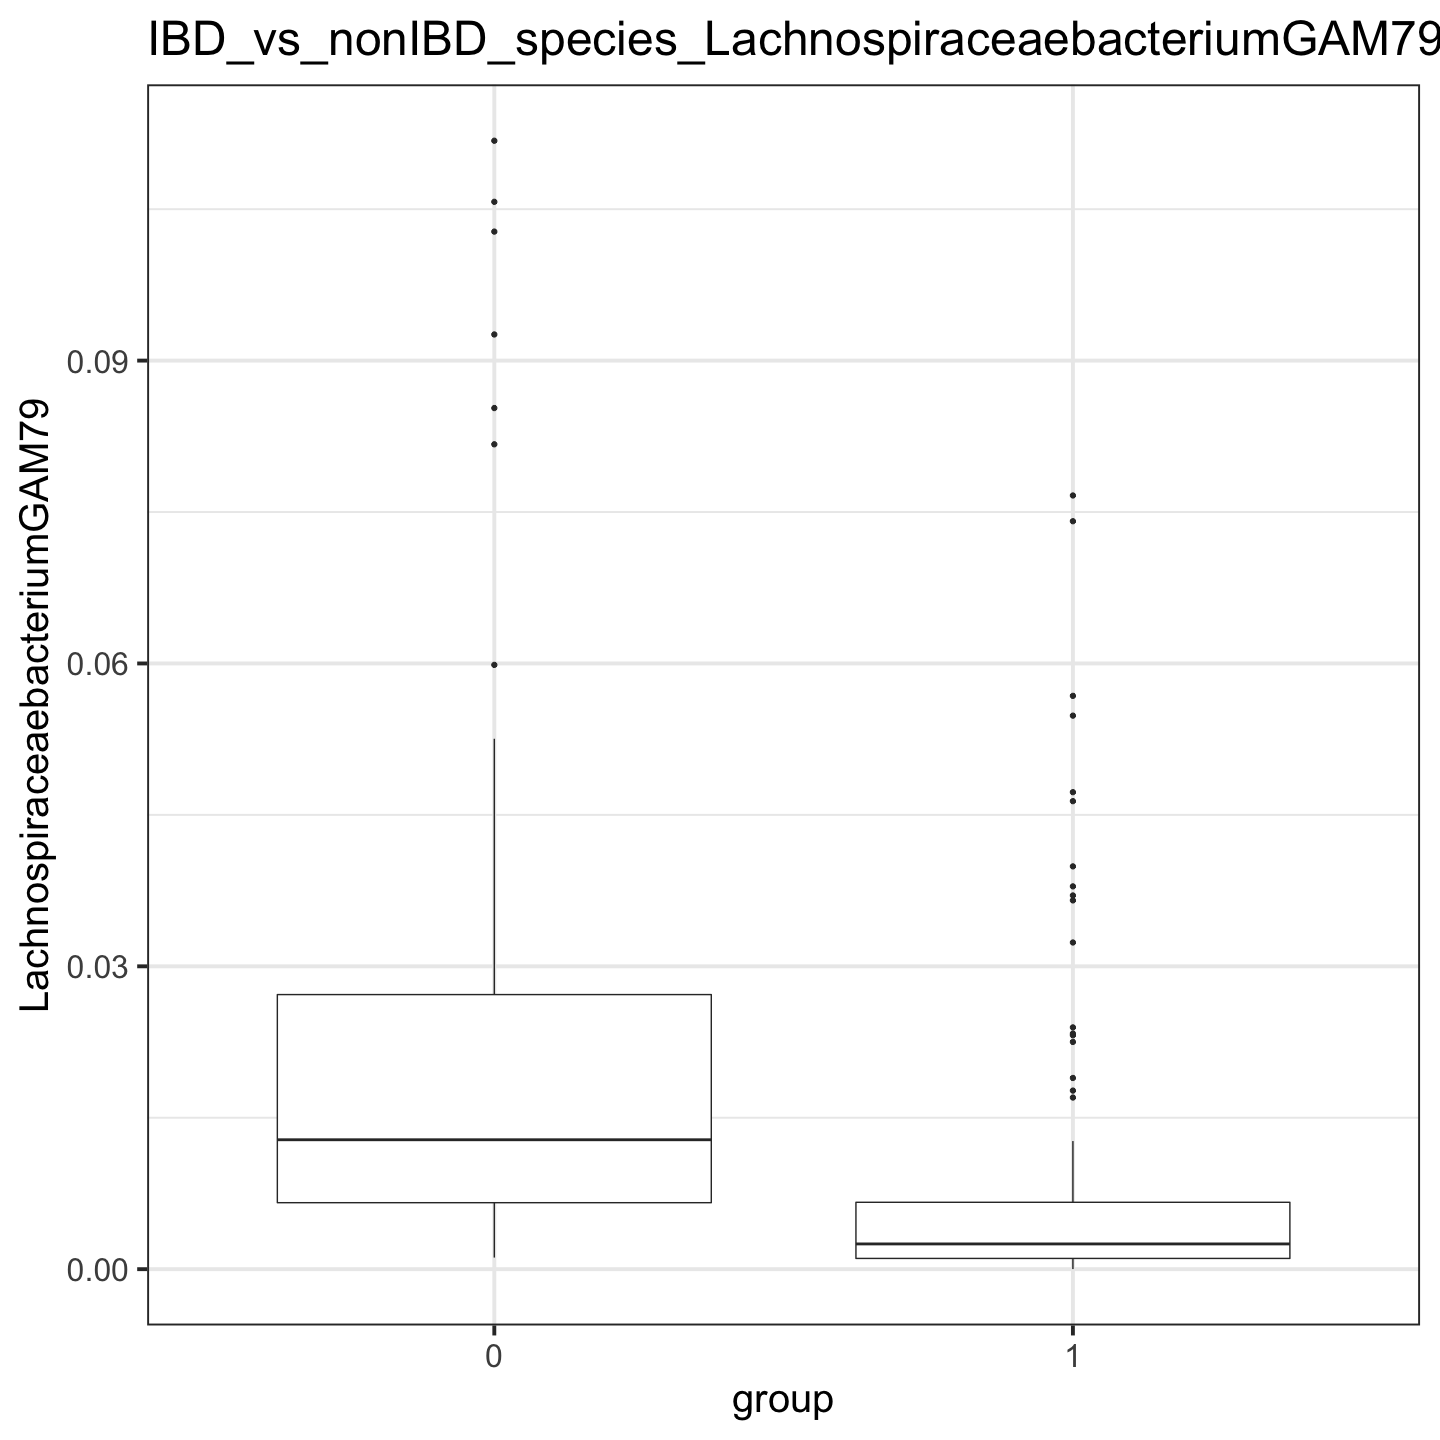 IBD_vs_nonIBD_species_LachnospiraceaebacteriumGAM79
LachnospiraceaebacteriumGAM79
0.09
0.06
0.03
0.00
0
1
group